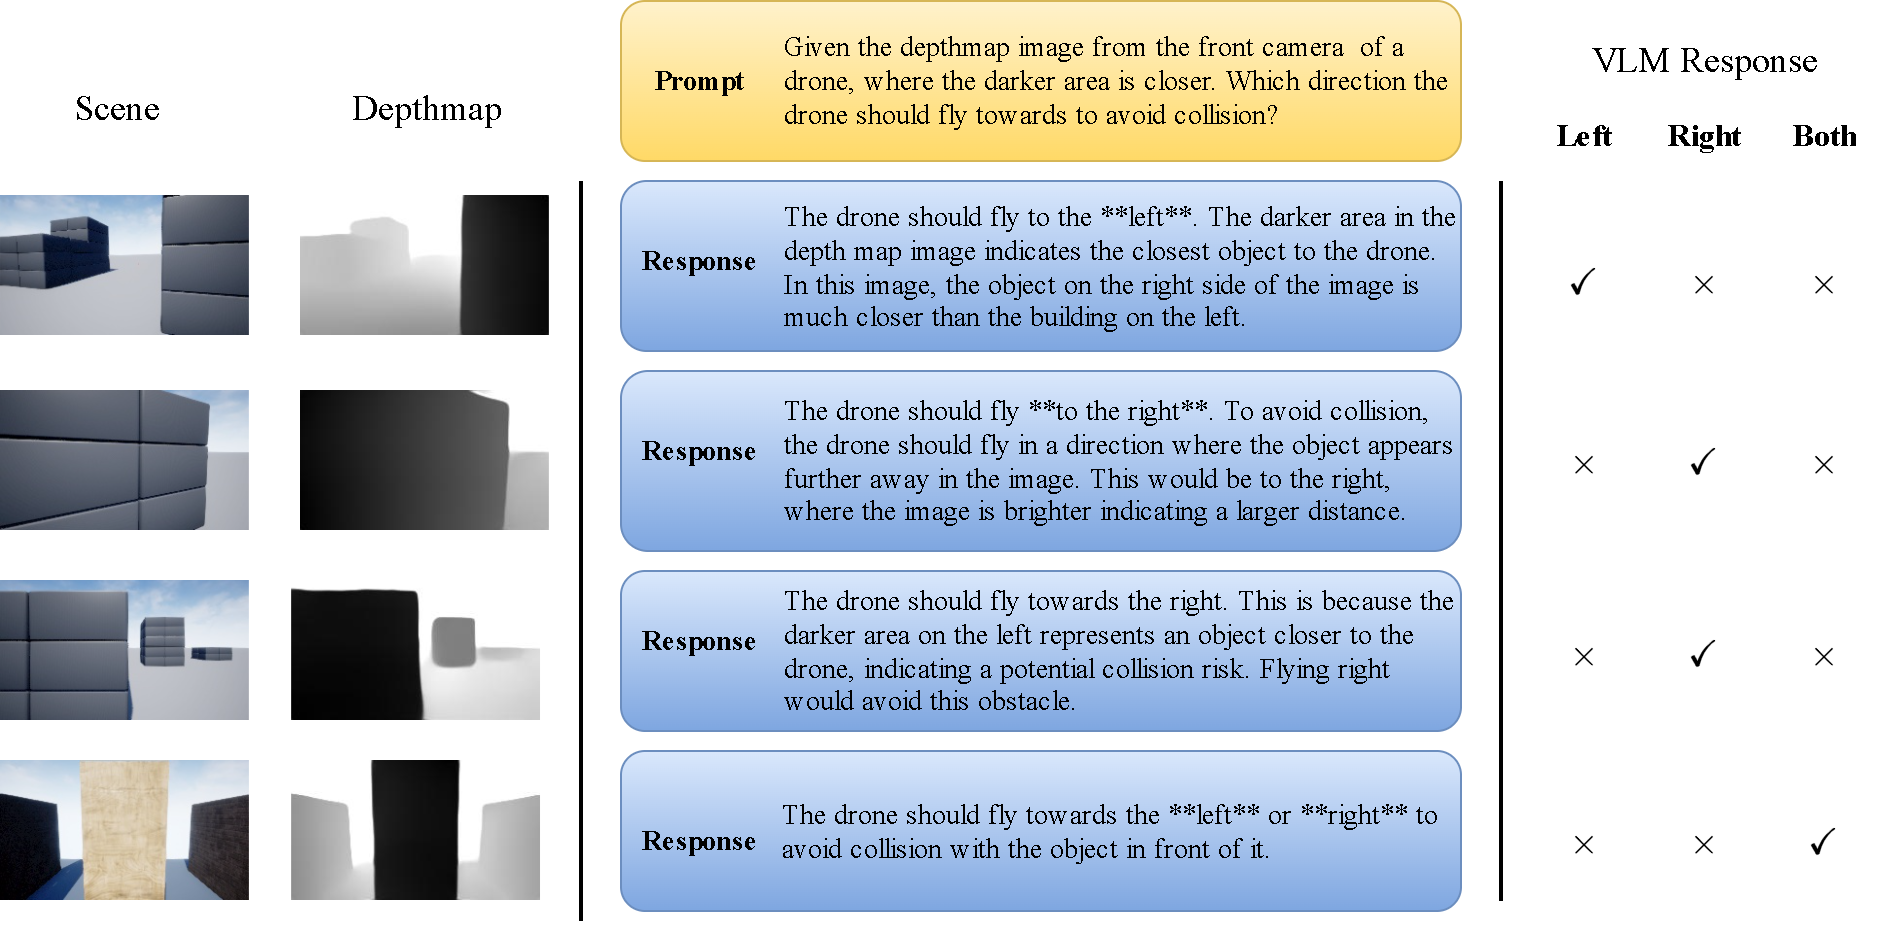 Scene
Depthmap
Prompt
Given the depthmap image from the front camera of a
drone, where the darker area is closer. Which direction the
drone should fly towards to avoid collision?
VLM Response
Left Right Both
Response
The drone should fly to the **left**. The darker area in the
depth map image indicates the closest object to the drone.
In this image, the object on the right side of the image is
much closer than the building on the left.
✓ × ×
Response
The drone should fly **to the right**. To avoid collision,
the drone should fly in a direction where the object appears
further away in the image. This would be to the right,
where the image is brighter indicating a larger distance.
× ✓ ×
Response
The drone should fly towards the right. This is because the
darker area on the left represents an object closer to the
drone, indicating a potential collision risk. Flying right
would avoid this obstacle.
× ✓ ×
Response
The drone should fly towards the **left** or **right** to
avoid collision with the object in front of it.
× × ✓